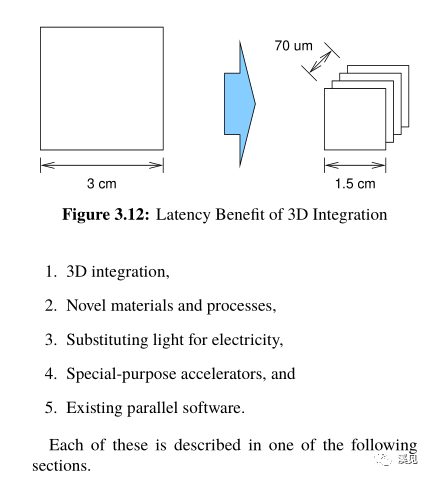 70 um
3 cm
1.5 cm
Figure 3.12: Latency Benefit of 3D Integration
1. 3D integration,
2. Novel materials and processes,
3. Substituting light for electricity,
4. Special-purpose accelerators, and
5. Existing parallel software.
Each of these is described in one of the following
sections.